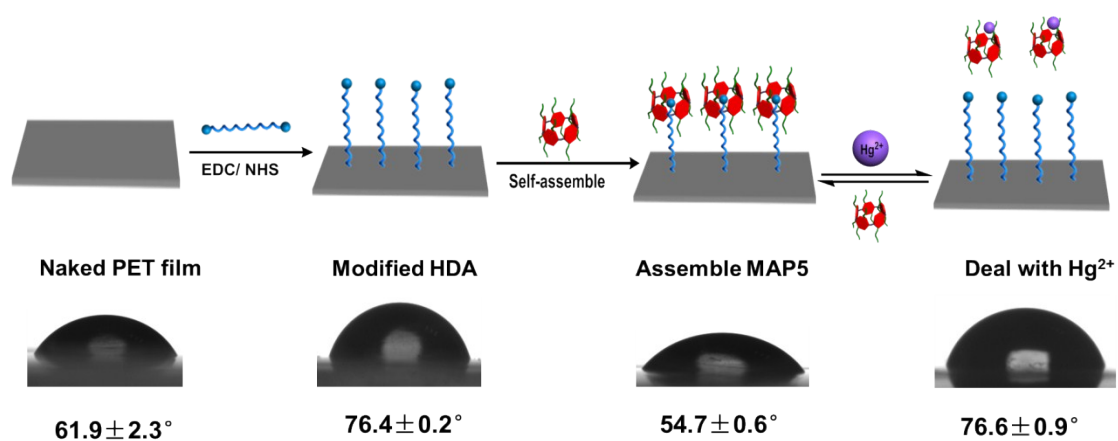 Hg²⁺
EDC/ NHS
Self-assemble
Naked PET film
Modified HDA
Assemble MAP5
Deal with Hg²⁺
61.9±2.3°
76.4±0.2°
54.7±0.6°
76.6±0.9°